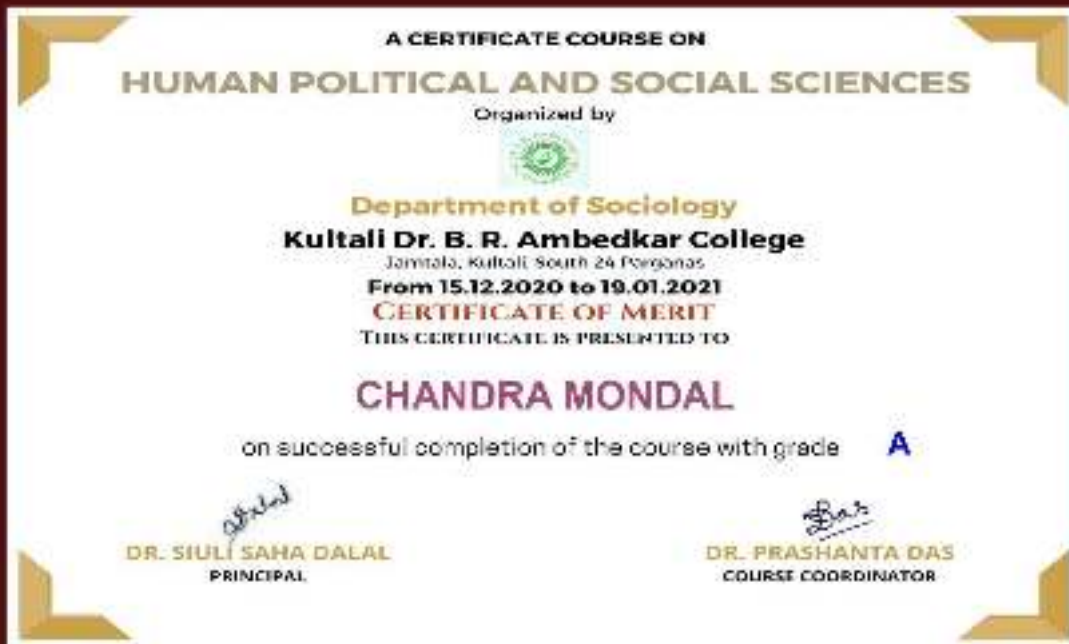 A CERTIFICATE COURSE ON
HUMAN POLITICAL AND SOCIAL SCIENCES
Organized by
Department of Sociology
Kultali Dr. B. R. Ambedkar College
Jamtala, Kultali, South 24 Parganas
From 15.12.2020 to 19.01.2021
CERTIFICATE OF MERIT
THIS CERTIFICATE IS PRESENTED TO
CHANDRA MONDAL
on successful completion of the course with grade A
Das
DR. SIULI SAHA DALAL
DR. PRASHANTA DAS
PRINCIPAL
COURSE COORDINATOR